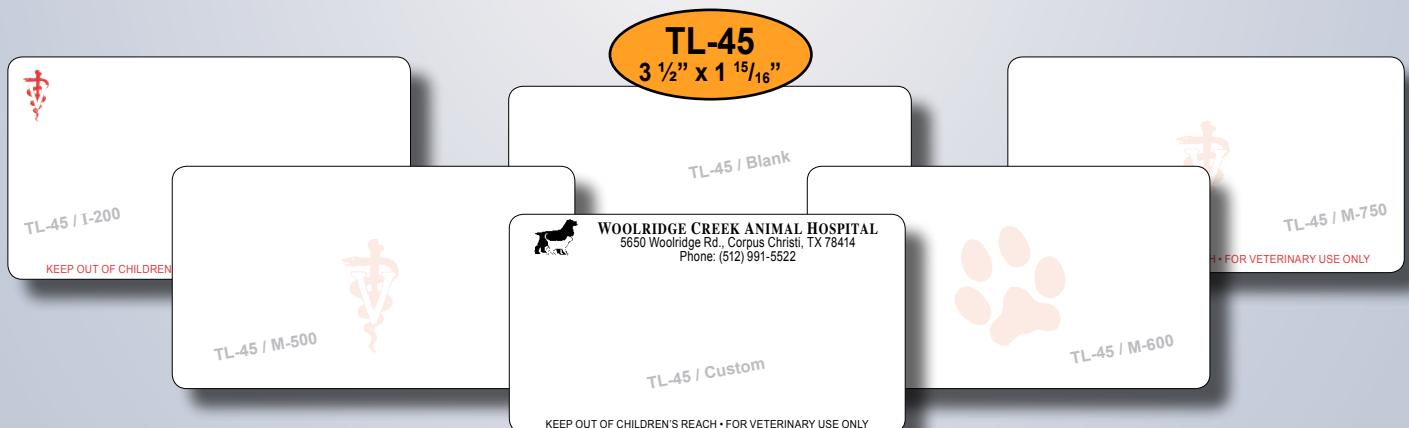 TL-45
3 ½” x 1 15/16”
TL-45 / I-200
KEEP OUT OF CHILDREN
TL-45 / M-500
TL-45 / Blank
WOOLRIDGE CREEK ANIMAL HOSPITAL
5650 Woolridge Rd., Corpus Christi, TX 78414
Phone: (512) 991-5522
TL-45 / Custom
KEEP OUT OF CHILDREN'S REACH • FOR VETERINARY USE ONLY
TL-45 / M-600
TL-45 / M-750
H • FOR VETERINARY USE ONLY